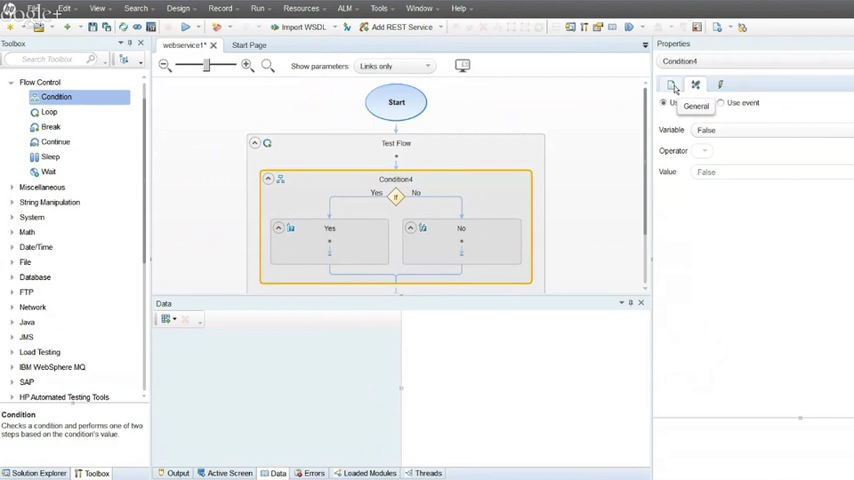 Google+
File Edit View Search Design Record Run Resources ALM Tools Window Help
Import WSDL Add REST Service
Toolbox
Search Toolbox
Flow Control
Condition
Loop
Break
Continue
Sleep
Wait
Miscellaneous
String Manipulation
System
Math
Date/Time
File
Database
FTP
Network
Java
JMS
Load Testing
IBM WebSphere MQ
SAP
HP Automated Testing Tools
Condition
Checks a condition and performs one of two
steps based on the condition's value.
Solution Explorer Toolbox
webservice1* Start Page
Show parameters: Links only
Start
Test Flow
Condition4
Yes If No
Yes No
Data
Output Active Screen Data Errors Loaded Modules Threads
Properties
Condition4
General
Use event
Variable False
Operator
Value False